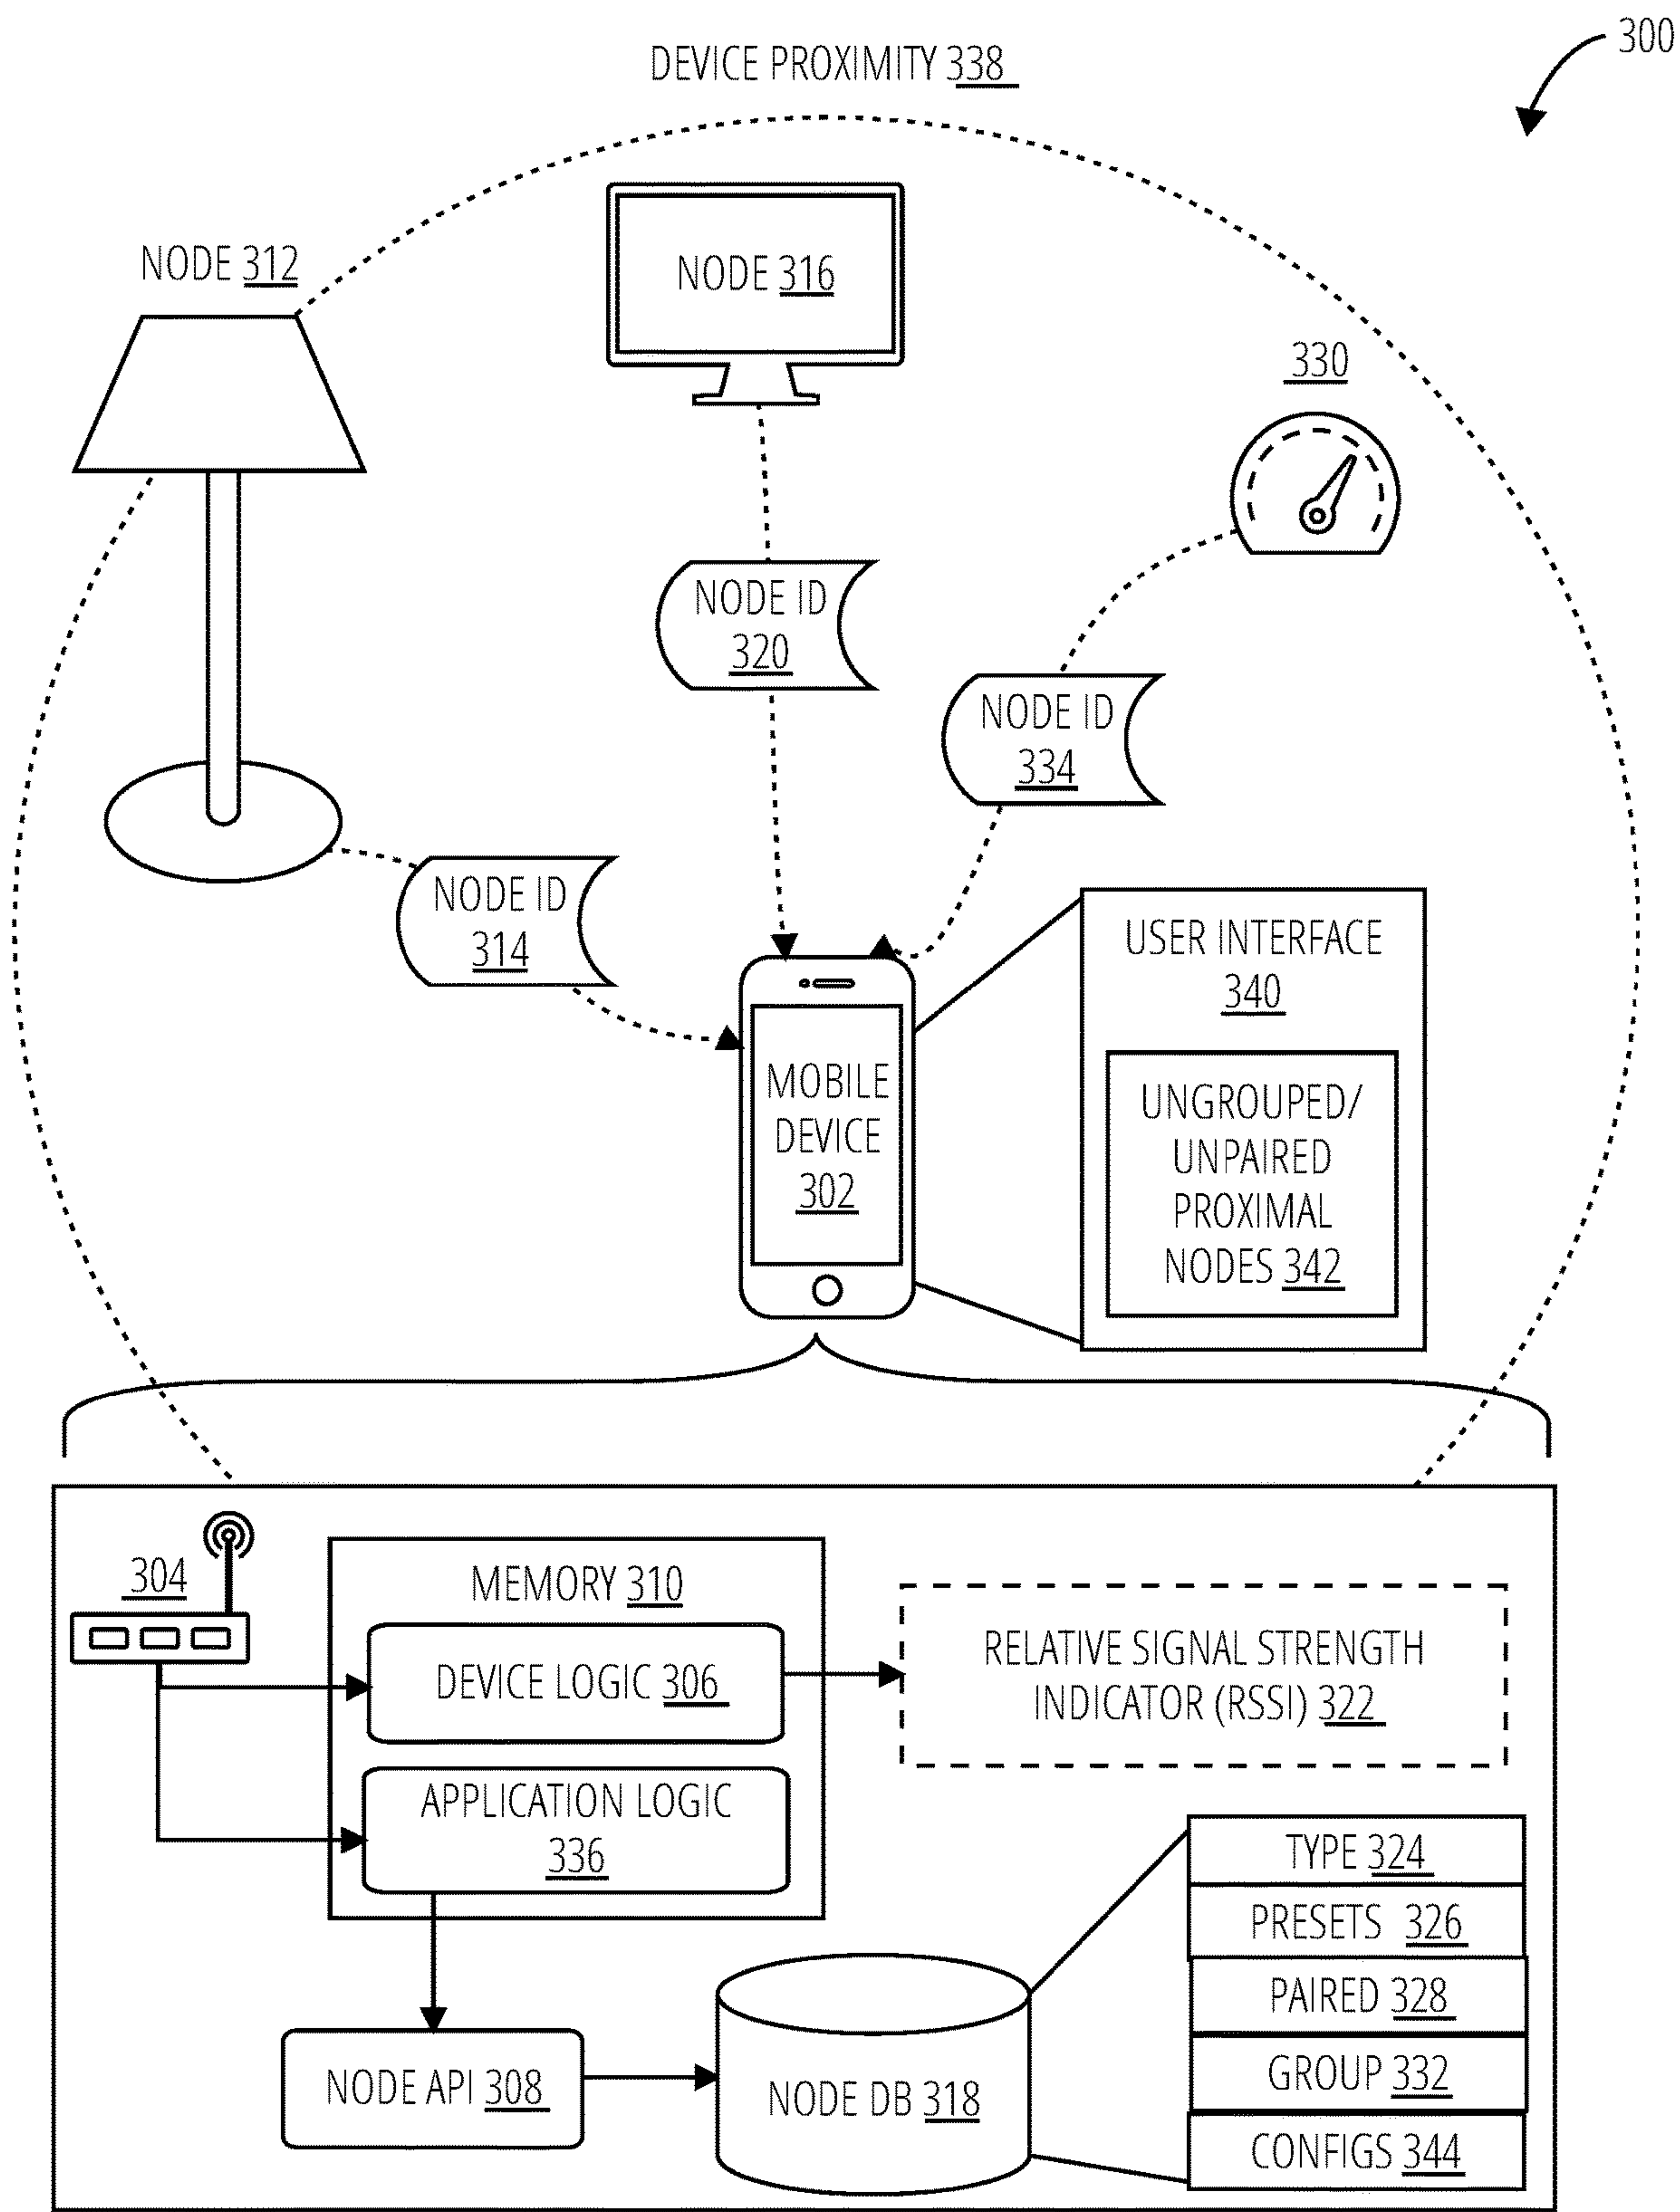 300
DEVICE PROXIMITY 338
NODE 312
NODE 316
330
NODE ID
320
NODE ID
334
NODE ID
314
USER INTERFACE
340
MOBILE
DEVICE
302
UNGROUPED/
UNPAIRED
PROXIMAL
NODES 342
304
MEMORY 310
DEVICE LOGIC 306
RELATIVE SIGNAL STRENGTH
INDICATOR (RSSI) 322
APPLICATION LOGIC
336
TYPE 324
PRESETS 326
PAIRED 328
GROUP 332
CONFIGS 344
NODE API 308
NODE DB 318